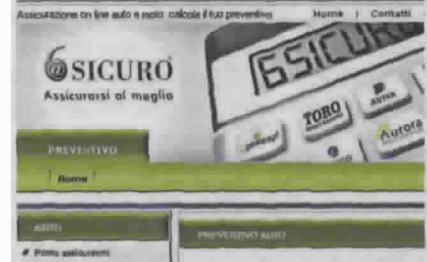 Assicurazione on line auto e moto: calcola il tuo preventivo
Home | Contatti
6SICURO
Assicurarsi al meglio
6SICURO
TORO
AVIVA
Aurora
PREVENTIVO
Home
AUTO
PREVENTIVO AUTO